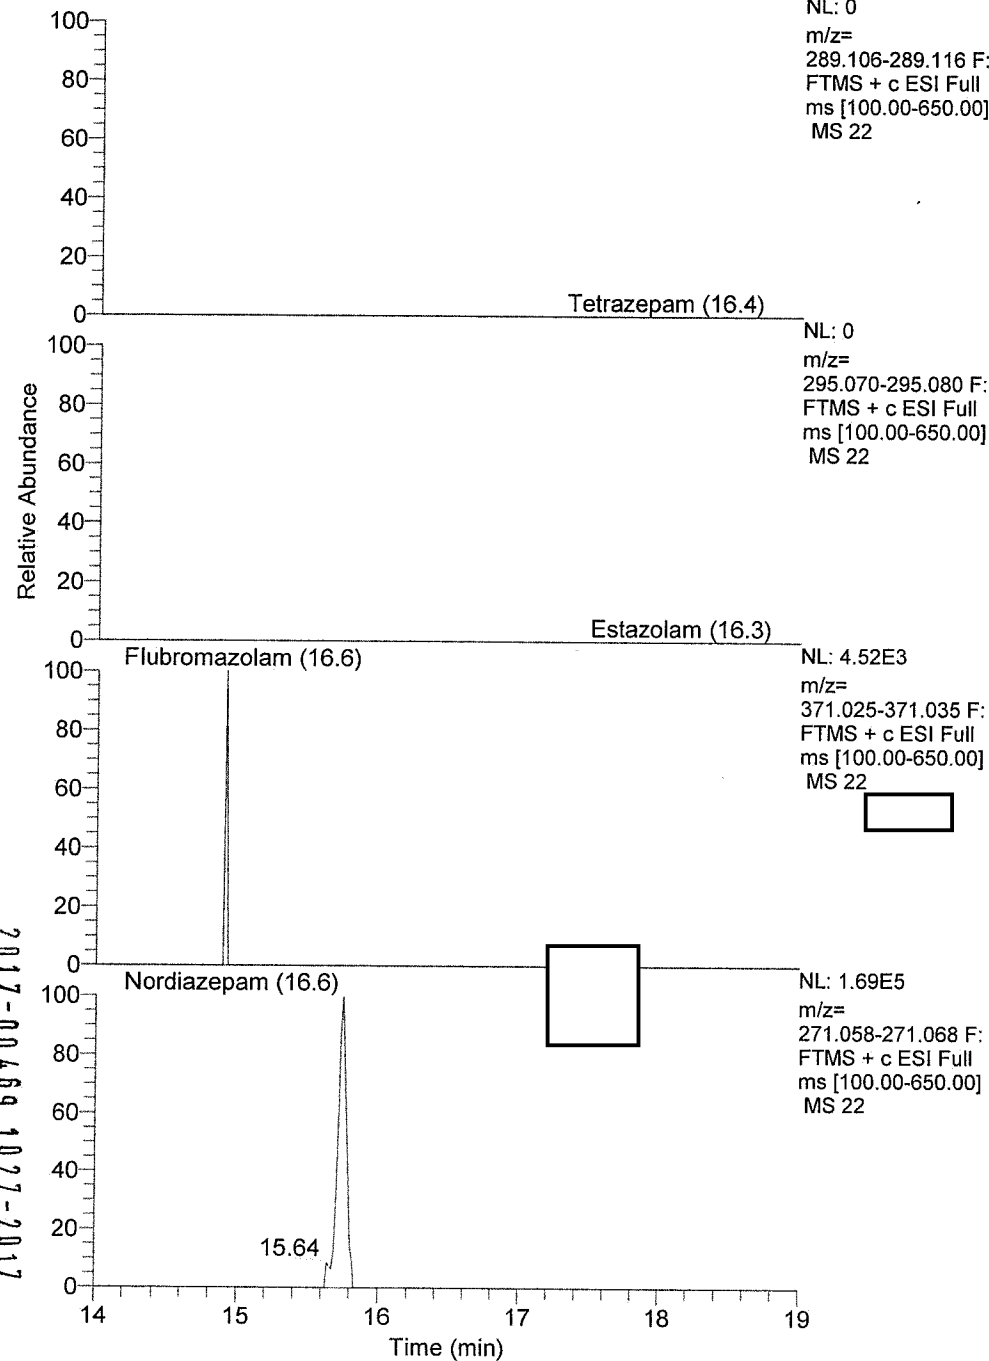 100
80
60
40
20
0
Tetrazepam (16.4)
NL: 0
m/z=
289.106-289.116 F:
FTMS + c ESI Full
ms [100.00-650.00]
MS 22
Relative Abundance
100
80
60
40
20
0
Estazolam (16.3)
NL: 0
m/z=
295.070-295.080 F:
FTMS + c ESI Full
ms [100.00-650.00]
MS 22
Flubromazolam (16.6)
100
80
60
40
20
0
NL: 4.52E3
m/z=
371.025-371.035 F:
FTMS + c ESI Full
ms [100.00-650.00]
MS 22
Nordiazepam (16.6)
100
80
60
40
20
0
15.64
NL: 1.69E5
m/z=
271.058-271.068 F:
FTMS + c ESI Full
ms [100.00-650.00]
MS 22
14 15 16 17 18 19
Time (min)
2017-00469 1027-2017